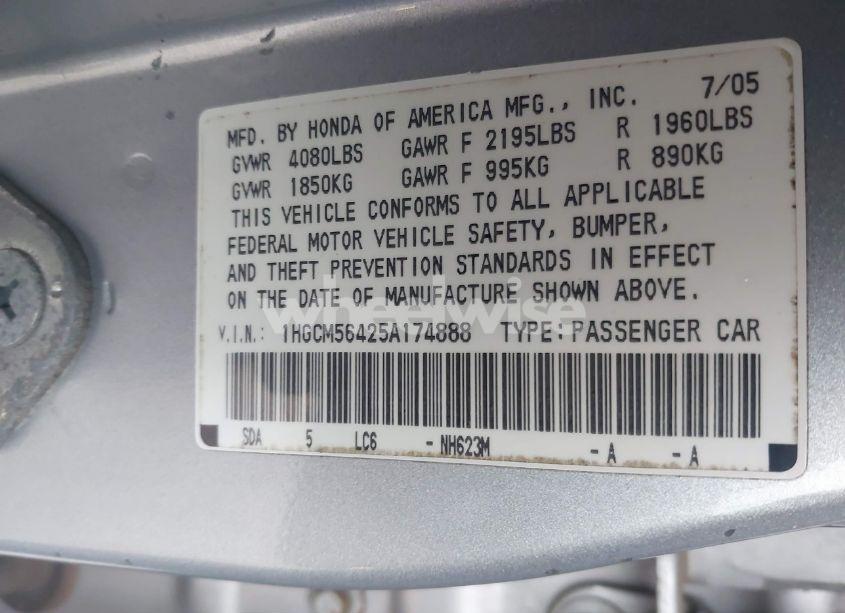 MFD. BY HONDA OF AMERICA MFG., INC. 7/05
GVWR 4080LBS GAWR F 2195LBS R 1960LBS
GVWR 1850KG GAWR F 995KG R 890KG
THIS VEHICLE CONFORMS TO ALL APPLICABLE
FEDERAL MOTOR VEHICLE SAFETY, BUMPER,
AND THEFT PREVENTION STANDARDS IN EFFECT
ON THE DATE OF MANUFACTURE SHOWN ABOVE.
wheelwise
V.I.N.: 1HGCM56425A174888 TYPE: PASSENGER CAR
SDA 5 LC6 - NH623M - A - A